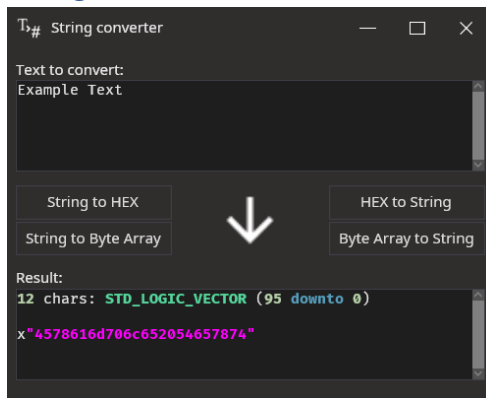 T>#  String converter
Text to convert:
Example Text
String to HEX
HEX to String
String to Byte Array
Byte Array to String
Result:
12 chars: STD_LOGIC_VECTOR (95 downto 0)
x"4578616d706c652054657874"